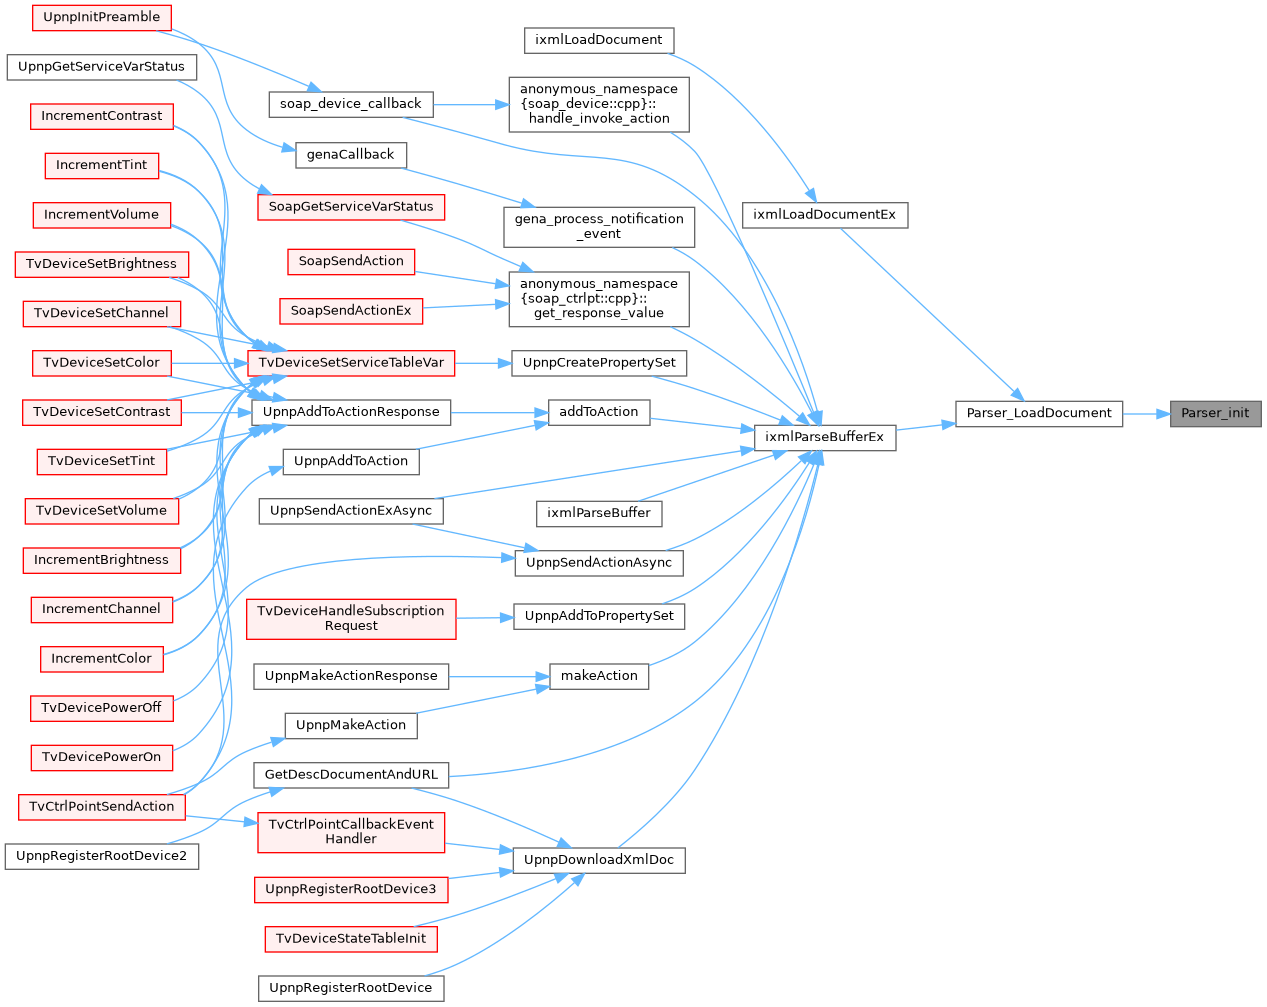 UpnpInitPreamble
UpnpGetServiceVarStatus
IncrementContrast
IncrementTint
IncrementVolume
TvDeviceSetBrightness
TvDeviceSetChannel
TvDeviceSetColor
TvDeviceSetContrast
TvDeviceSetTint
TvDeviceSetVolume
IncrementBrightness
IncrementChannel
IncrementColor
TvDevicePowerOff
TvDevicePowerOn
TvCtrlPointSendAction
UpnpRegisterRootDevice2
soap_device_callback
genaCallback
SoapGetServiceVarStatus
SoapSendAction
SoapSendActionEx
TvDeviceSetServiceTableVar
UpnpAddToActionResponse
UpnpAddToAction
UpnpSendActionExAsync
TvDeviceHandleSubscription
Request
UpnpMakeActionResponse
UpnpMakeAction
GetDescDocumentAndURL
TvCtrlPointCallbackEvent
Handler
UpnpRegisterRootDevice3
TvDeviceStateTableInit
UpnpRegisterRootDevice
ixmlLoadDocument
anonymous_namespace
{soap_device::cpp}::
handle_invoke_action
gena_process_notification
_event
anonymous_namespace
{soap_ctrlpt::cpp}::
get_response_value
UpnpCreatePropertySet
addToAction
ixmlParseBuffer
UpnpSendActionAsync
UpnpAddToPropertySet
makeAction
UpnpDownloadXmlDoc
ixmlLoadDocumentEx
ixmlParseBufferEx
Parser_LoadDocument
Parser_init